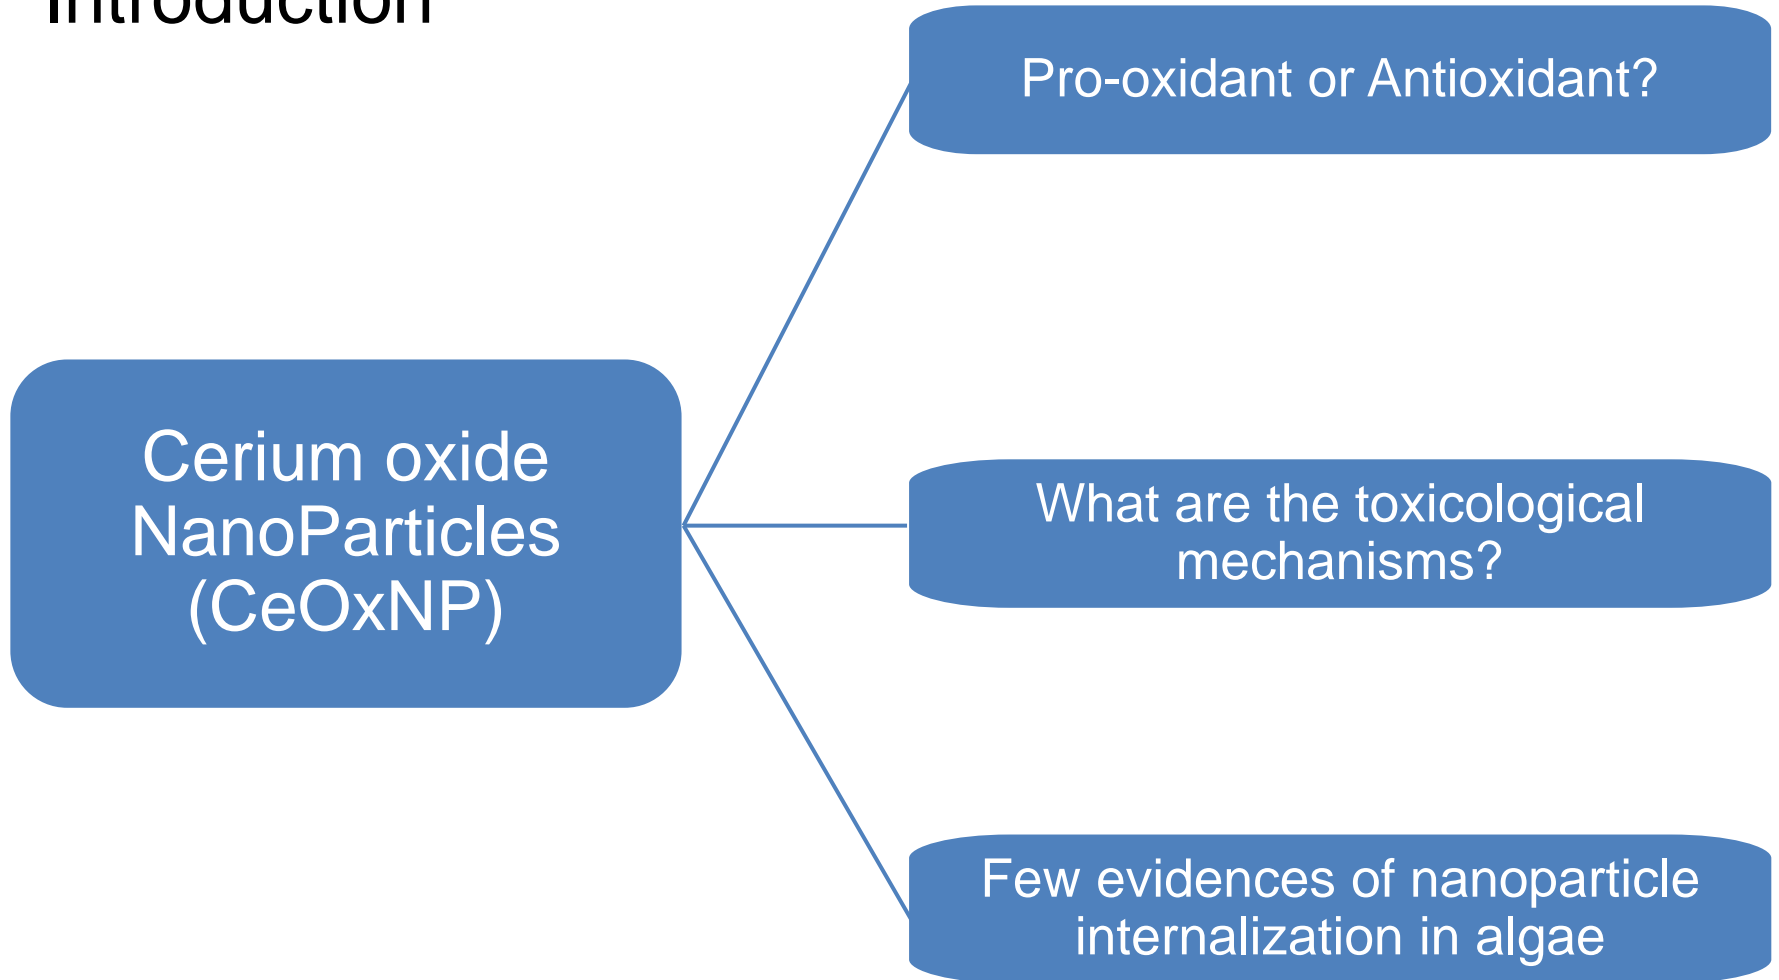 Introduction
Pro-oxidant or Antioxidant?
Cerium oxide
NanoParticles
(CeOxNP)
What are the toxicological
mechanisms?
Few evidences of nanoparticle
internalization in algae